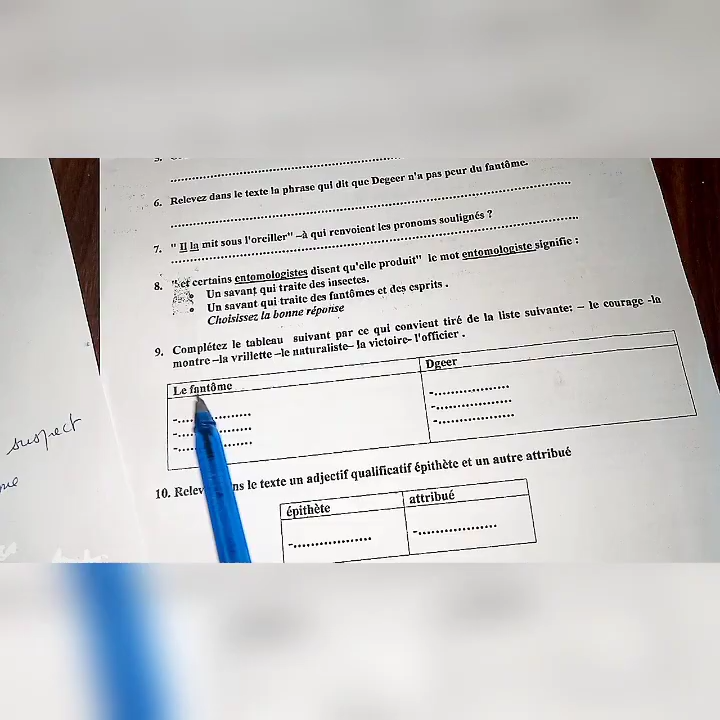 5.
6. Relevez dans le texte la phrase qui dit que Degeer n'a pas peur du fantôme.
7. " Il la mit sous l'oreiller" –à qui renvoient les pronoms soulignés ?
8. "et certains entomologistes disent qu'elle produit" le mot entomologiste signifie :
• Un savant qui traite des insectes.
• Un savant qui traite des fantômes et des esprits .
Choisissez la bonne réponse
9. Complétez le tableau suivant par ce qui convient tiré de la liste suivante: – le courage -la
montre –la vrillette –le naturaliste– la victoire- l'officier .
Le fantôme
Dgeer
10. le texte un adjectif qualificatif épithète et un autre attribué
épithète
attribué
suspect